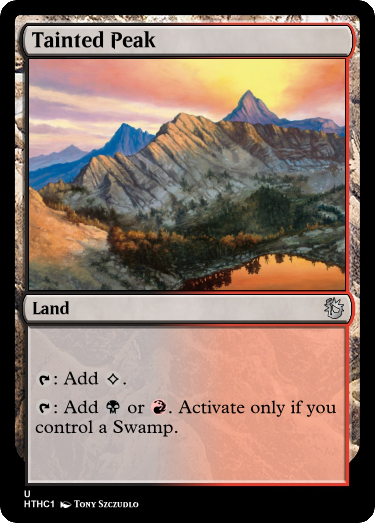 Tainted Peak
Land
: Add .
: Add or . Activate only if you
control a Swamp.
U
HTHC1 Tony Szczudlo